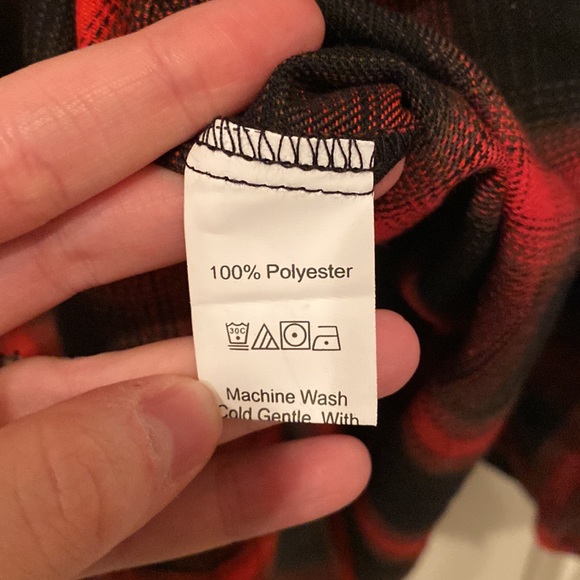 100% Polyester
30C
Machine Wash
Cold Gentle With